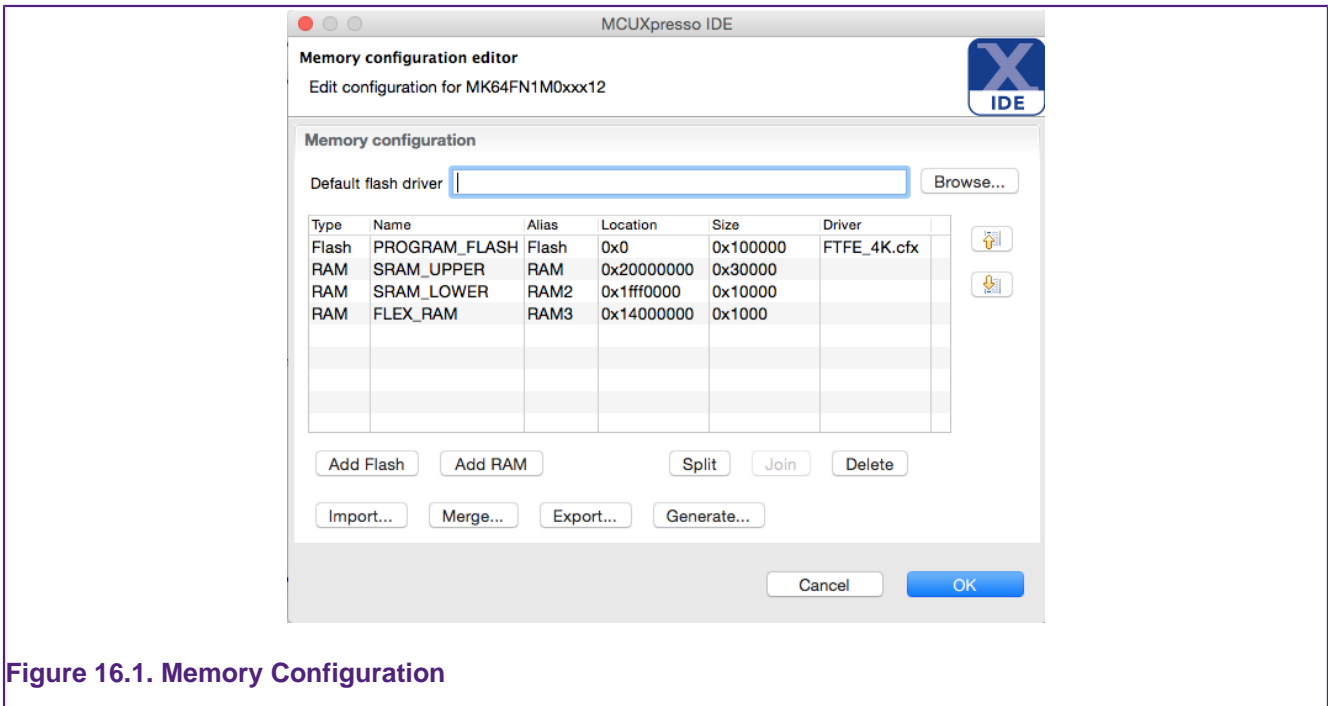 MCUXpresso IDE
Memory configuration editor
Edit configuration for MK64FN1M0xxx12
X
IDE
Memory configuration
Default flash driver Browse...
Type Name Alias Location Size Driver
Flash PROGRAM_FLASH Flash 0x0 0x100000 FTFE_4K.cfx
RAM SRAM_UPPER RAM 0x20000000 0x30000
RAM SRAM_LOWER RAM2 0x1fff0000 0x10000
RAM FLEX_RAM RAM3 0x14000000 0x1000
Add Flash Add RAM Split Join Delete
Import... Merge... Export... Generate...
Cancel OK
Figure 16.1. Memory Configuration